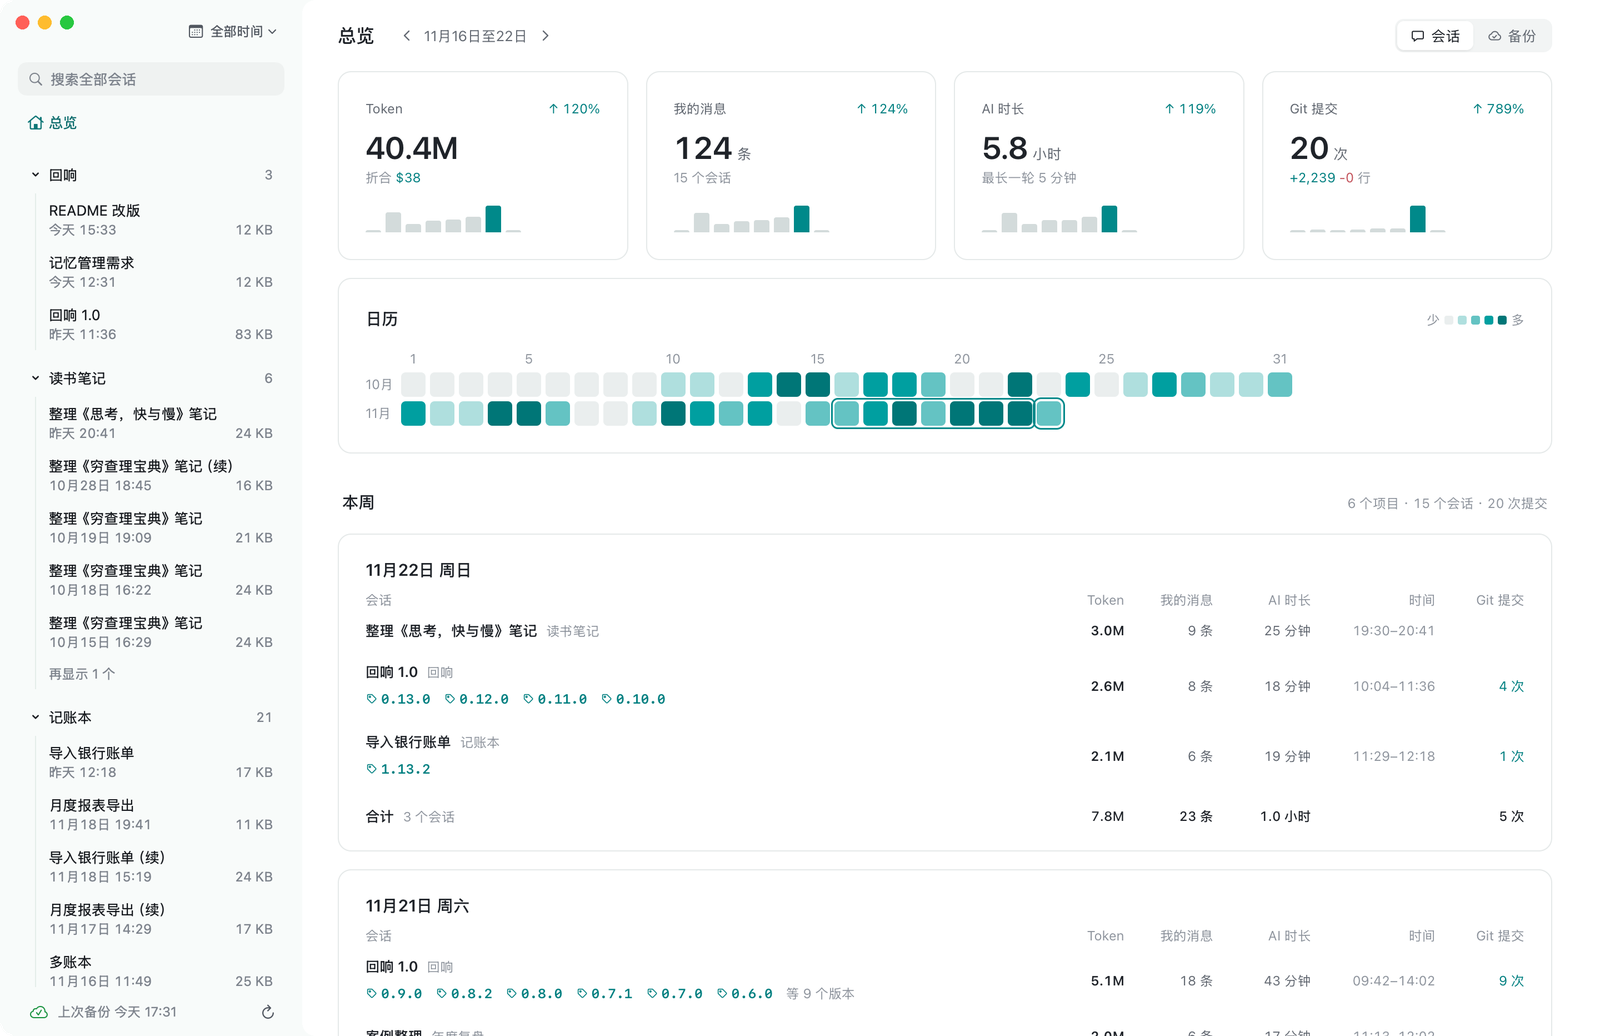 全部时间
搜索全部会话
总览
回响 3
README 改版
今天 15:33 12 KB
记忆管理需求
今天 12:31 12 KB
回响 1.0
昨天 11:36 83 KB
读书笔记 6
整理《思考，快与慢》笔记
昨天 20:41 24 KB
整理《穷查理宝典》笔记 (续)
10月28日 18:45 16 KB
整理《穷查理宝典》笔记
10月19日 19:09 21 KB
整理《穷查理宝典》笔记
10月18日 16:22 24 KB
整理《穷查理宝典》笔记
10月15日 16:29 24 KB
再显示 1 个
记账本 21
导入银行账单
昨天 12:18 17 KB
月度报表导出
11月18日 19:41 11 KB
导入银行账单 (续)
11月18日 15:19 24 KB
月度报表导出 (续)
11月17日 14:29 17 KB
多账本
11月16日 11:49 25 KB
上次备份 今天 17:31
总览 11月16日至22日 会话 备份
Token ↑ 120%
40.4M
折合 $38
我的消息 ↑ 124%
124 条
15 个会话
AI 时长 ↑ 119%
5.8 小时
最长一轮 5 分钟
Git 提交 ↑ 789%
20 次
+2,239 -0 行
日历 少 多
1 5 10 15 20 25 31
10月
11月
本周 6 个项目 · 15 个会话 · 20 次提交
11月22日 周日
会话 Token 我的消息 AI 时长 时间 Git 提交
整理《思考，快与慢》笔记 读书笔记 3.0M 9 条 25 分钟 19:30–20:41
回响 1.0 回响 2.6M 8 条 18 分钟 10:04–11:36 4 次
0.13.0 0.12.0 0.11.0 0.10.0
导入银行账单 记账本 2.1M 6 条 19 分钟 11:29–12:18 1 次
1.13.2
合计 3 个会话 7.8M 23 条 1.0 小时 5 次
11月21日 周六
会话 Token 我的消息 AI 时长 时间 Git 提交
回响 1.0 回响 5.1M 18 条 43 分钟 09:42–14:02 9 次
0.9.0 0.8.2 0.8.0 0.7.1 0.7.0 0.6.0 等 9 个版本